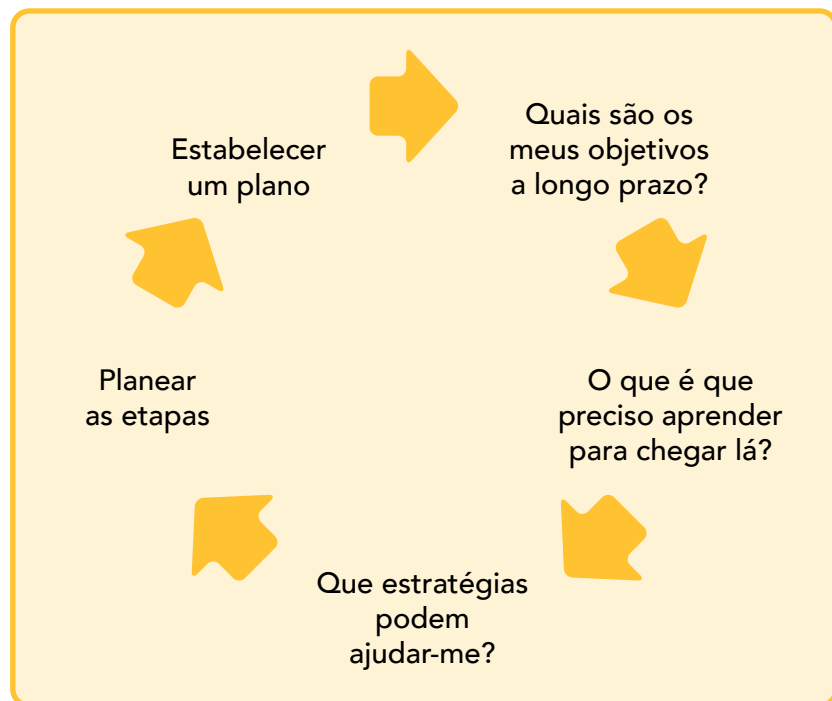 Estabelecer
um plano
Quais são os
meus objetivos
a longo prazo?
O que é que
preciso aprender
para chegar lá?
Que estratégias
podem
ajudar-me?
Planear
as etapas